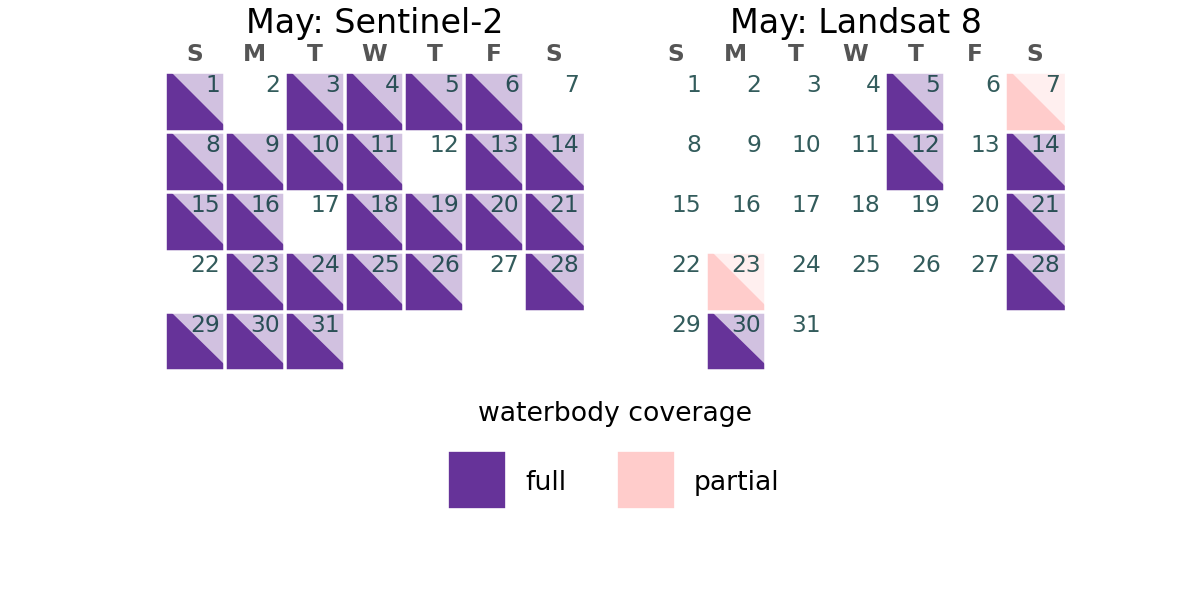 May: Sentinel-2
S M T W T F S
1 2 3 4 5 6 7
8 9 10 11 12 13 14
15 16 17 18 19 20 21
22 23 24 25 26 27 28
29 30 31
May: Landsat 8
S M T W T F S
1 2 3 4 5 6 7
8 9 10 11 12 13 14
15 16 17 18 19 20 21
22 23 24 25 26 27 28
29 30 31
waterbody coverage
full partial